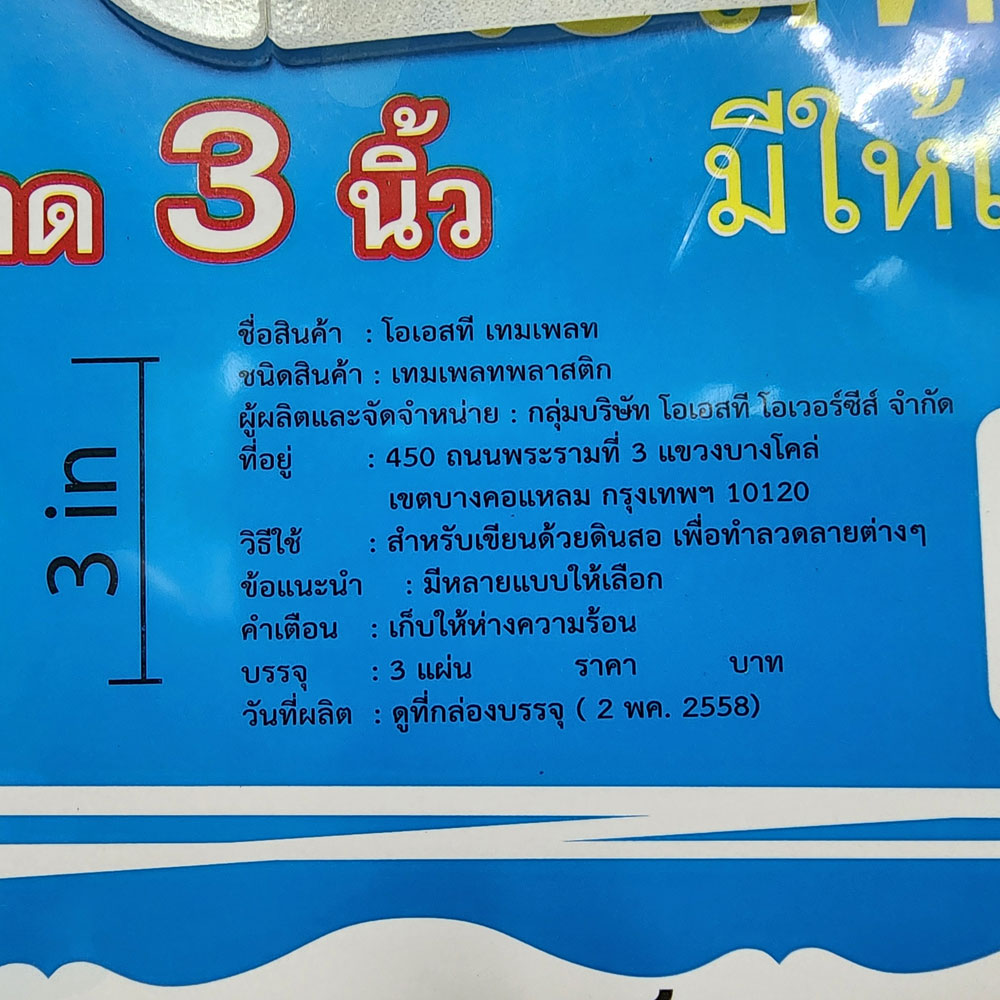 3 นิ้ว
มีให้
3 in
ชื่อสินค้า : โอเอสที เทมเพลท
ชนิดสินค้า : เทมเพลทพลาสติก
ผู้ผลิตและจัดจำหน่าย : กลุ่มบริษัท โอเอสที โอเวอร์ซีส์ จำกัด
ที่อยู่ : 450 ถนนพระรามที่ 3 แขวงบางโคล่
เขตบางคอแหลม กรุงเทพฯ 10120
วิธีใช้ : สำหรับเขียนด้วยดินสอ เพื่อทำลวดลายต่างๆ
ข้อแนะนำ : มีหลายแบบให้เลือก
คำเตือน : เก็บให้ห่างความร้อน
บรรจุ : 3 แผ่น ราคา บาท
วันที่ผลิต : ดูที่กล่องบรรจุ ( 2 พค. 2558)